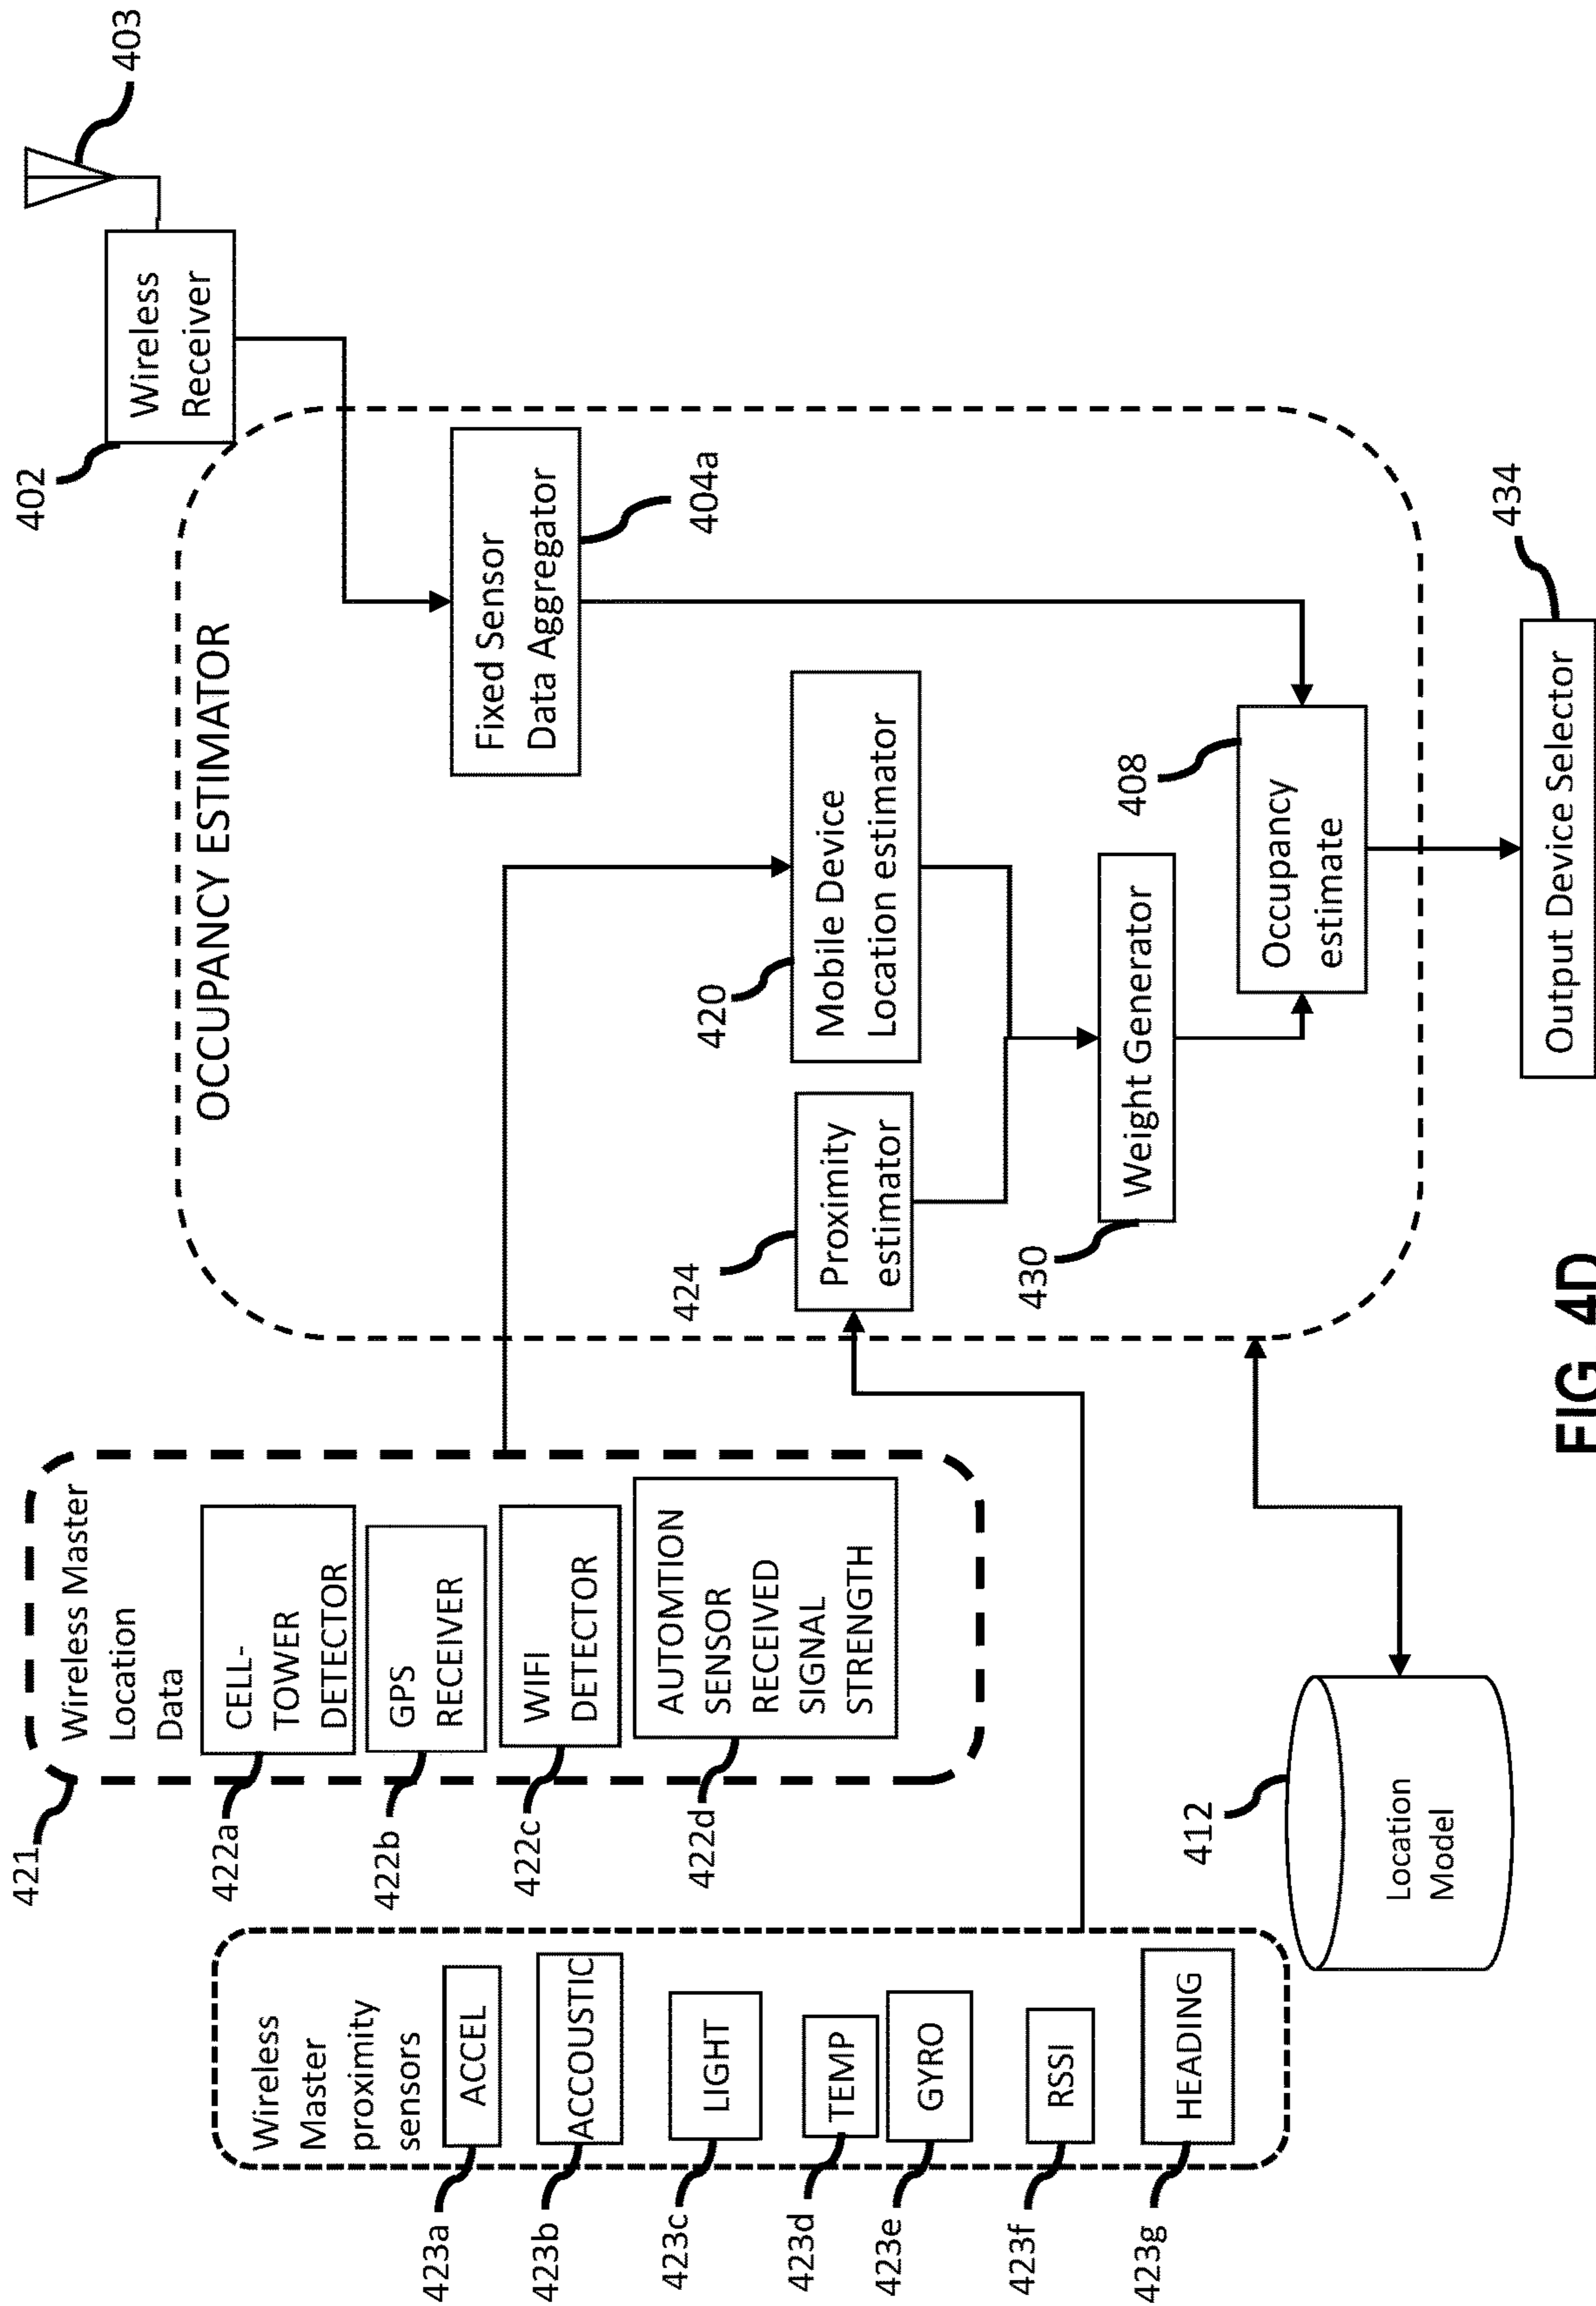 421
Wireless Master
Location
Data
422a
CELL-
TOWER
DETECTOR
422b
GPS
RECEIVER
422c
WIFI
DETECTOR
422d
AUTOMTION
SENSOR
RECEIVED
SIGNAL
STRENGTH
Wireless
Master
proximity
sensors
423a
ACCEL
423b
ACCOUSTIC
423c
LIGHT
423d
TEMP
423e
GYRO
423f
RSSI
423g
HEADING
412
Location
Model
OCCUPANCY ESTIMATOR
402
Wireless
Receiver
403
Fixed Sensor
Data Aggregator
404a
420
Mobile Device
Location estimator
424
Proximity
estimator
430
Weight Generator
408
Occupancy
estimate
434
Output Device Selector
FIG. 4D